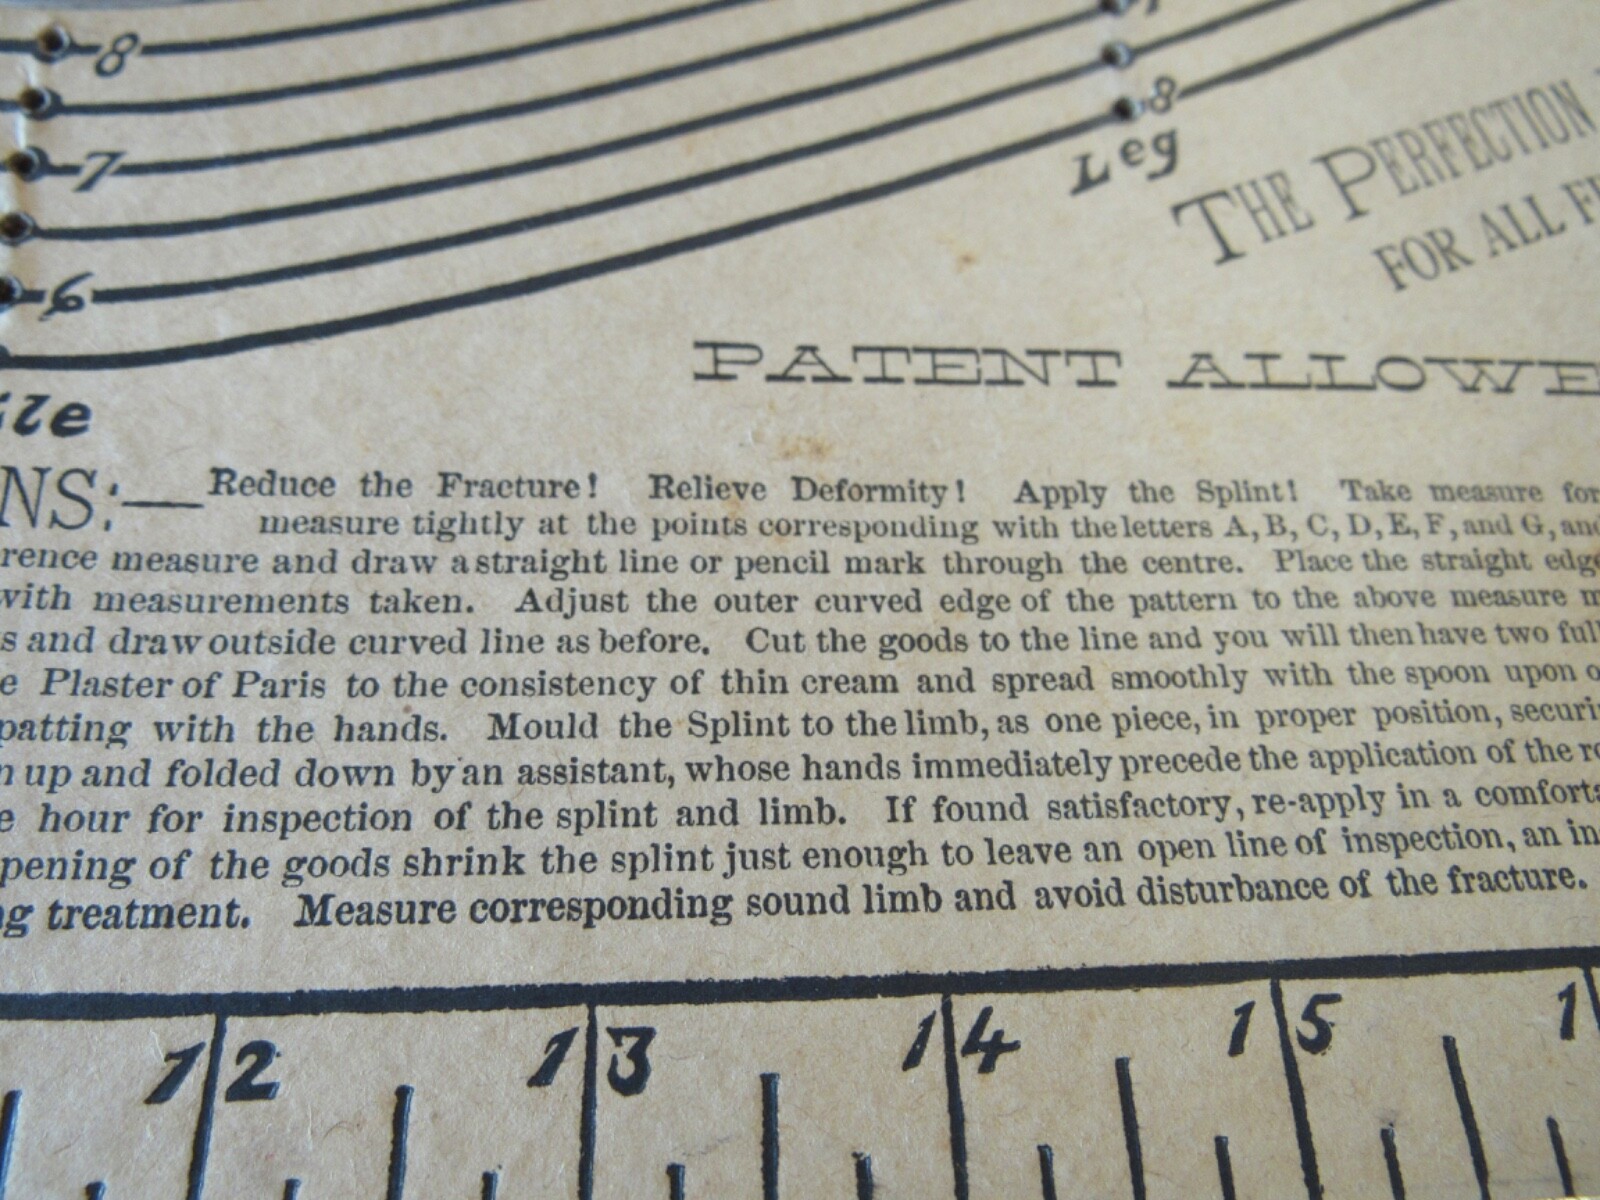 8
7
6
8
Leg
THE PERFECTION
FOR ALL
PATENT ALLOWE
ile
NS:—Reduce the Fracture! Relieve Deformity! Apply the Splint! Take measure for
measure tightly at the points corresponding with the letters A, B, C, D, E, F, and G, and
rence measure and draw a straight line or pencil mark through the centre. Place the straight edge
with measurements taken. Adjust the outer curved edge of the pattern to the above measure m
s and draw outside curved line as before. Cut the goods to the line and you will then have two full
e Plaster of Paris to the consistency of thin cream and spread smoothly with the spoon upon o
patting with the hands. Mould the Splint to the limb, as one piece, in proper position, securi
n up and folded down by an assistant, whose hands immediately precede the application of the ro
e hour for inspection of the splint and limb. If found satisfactory, re-apply in a comforta
pening of the goods shrink the splint just enough to leave an open line of inspection, an in
ng treatment. Measure corresponding sound limb and avoid disturbance of the fracture.
12 13 14 15 1